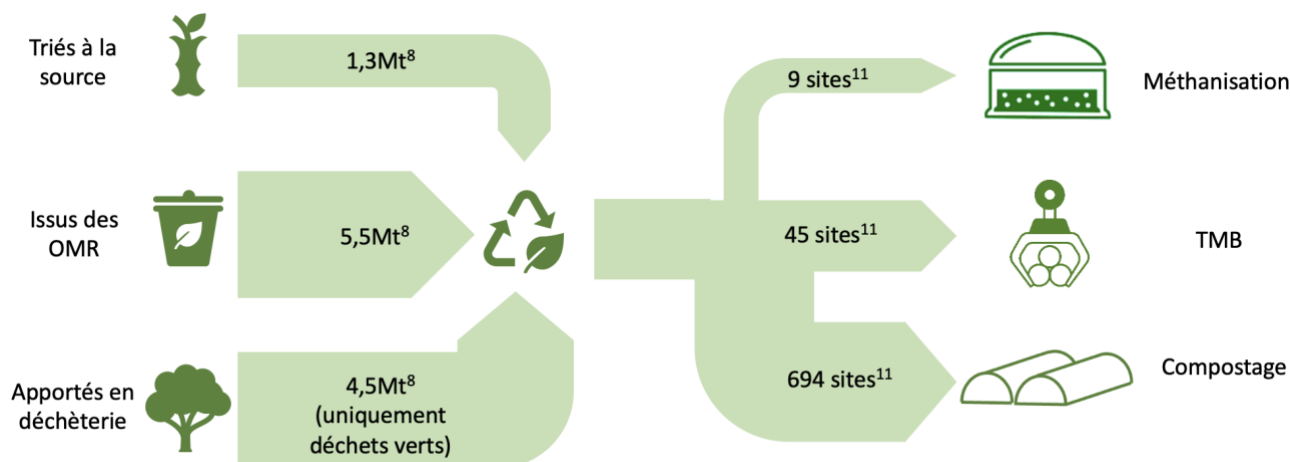 Triés à la
source
1,3Mt⁸
9 sites¹¹
Méthanisation
Issus des
OMR
5,5Mt⁸
45 sites¹¹
TMB
Apportés en
déchèterie
4,5Mt⁸
(uniquement
déchets verts)
694 sites¹¹
Compostage